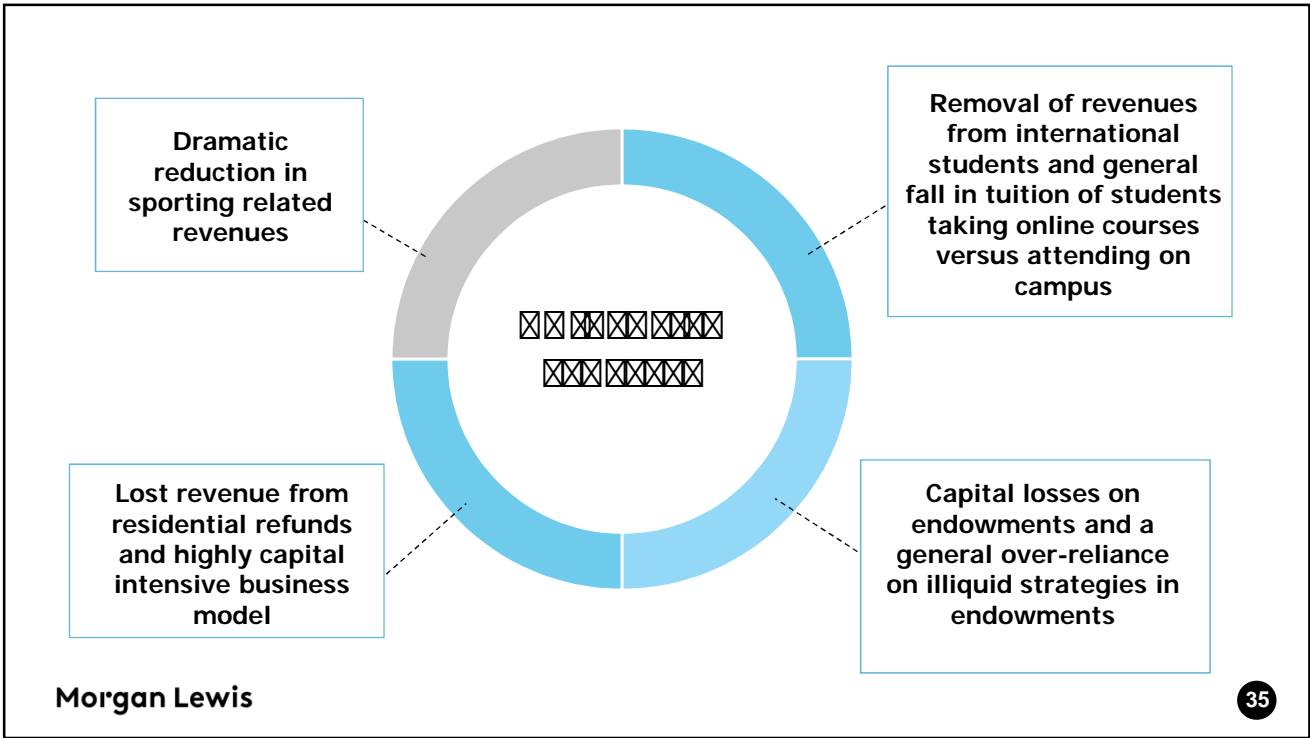 Dramatic
reduction in
sporting related
revenues
Removal of revenues
from international
students and general
fall in tuition of students
taking online courses
versus attending on
campus
Lost revenue from
residential refunds
and highly capital
intensive business
model
Capital losses on
endowments and a
general over-reliance
on illiquid strategies in
endowments
Morgan Lewis
35